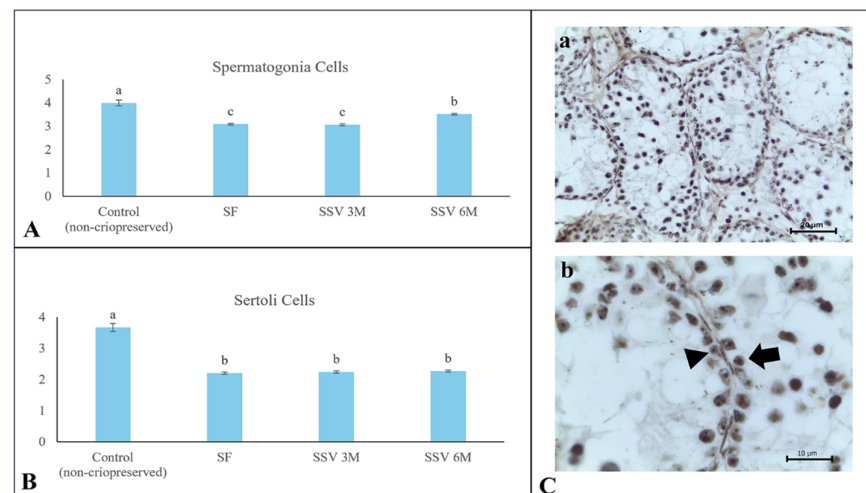 Spermatogonia Cells
5
4
3
2
1
0
a
c
c
b
Control
(non-criopreserved)
SF
SSV 3M
SSV 6M
A
Sertoli Cells
4
3
2
1
0
a
b
b
b
Control
(non-criopreserved)
SF
SSV 3M
SSV 6M
B
a
20 µm
b
10 µm
C